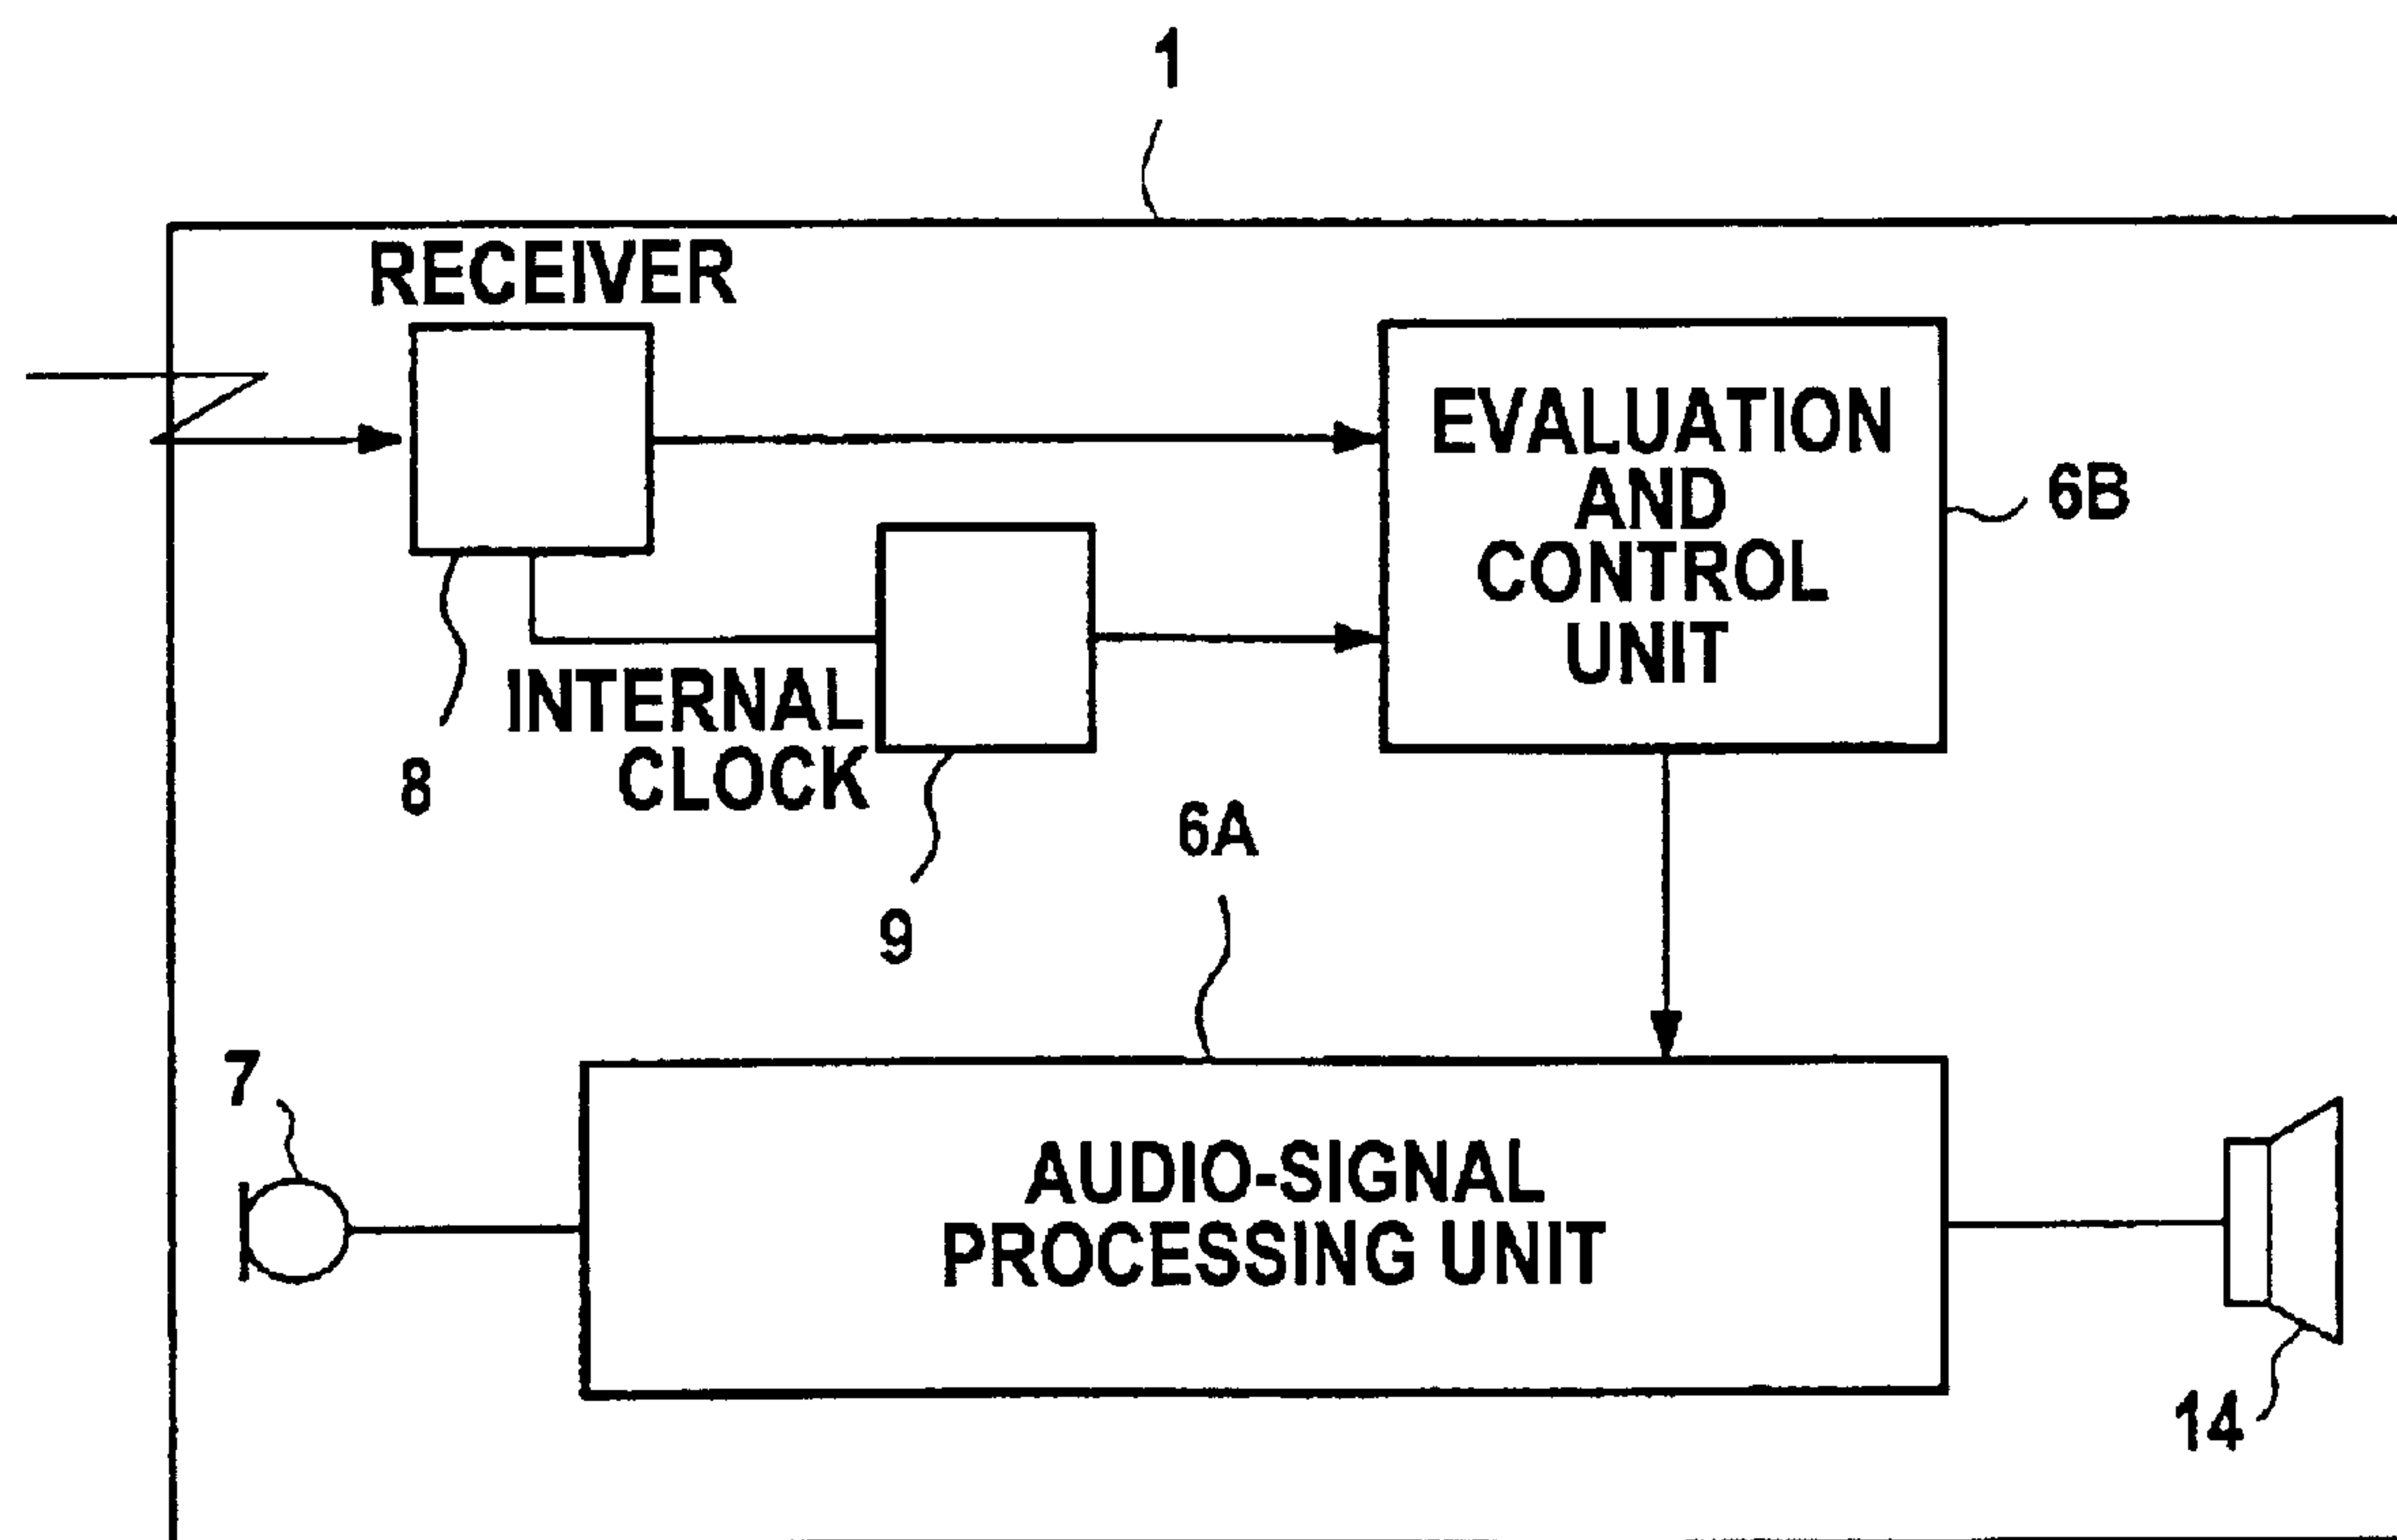 1
RECEIVER
EVALUATION
AND
CONTROL
UNIT
6B
INTERNAL
CLOCK
8
9
6A
7
AUDIO-SIGNAL
PROCESSING UNIT
14